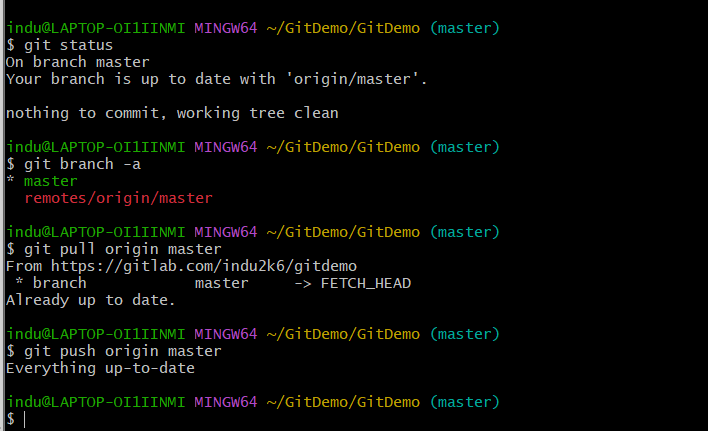 indu@LAPTOP-OI1IINMI MINGW64 ~/GitDemo/GitDemo (master)
$ git status
On branch master
Your branch is up to date with 'origin/master'.
nothing to commit, working tree clean
indu@LAPTOP-OI1IINMI MINGW64 ~/GitDemo/GitDemo (master)
$ git branch -a
* master
  remotes/origin/master
indu@LAPTOP-OI1IINMI MINGW64 ~/GitDemo/GitDemo (master)
$ git pull origin master
From https://gitlab.com/indu2k6/gitdemo
 * branch            master     -> FETCH_HEAD
Already up to date.
indu@LAPTOP-OI1IINMI MINGW64 ~/GitDemo/GitDemo (master)
$ git push origin master
Everything up-to-date
indu@LAPTOP-OI1IINMI MINGW64 ~/GitDemo/GitDemo (master)
$